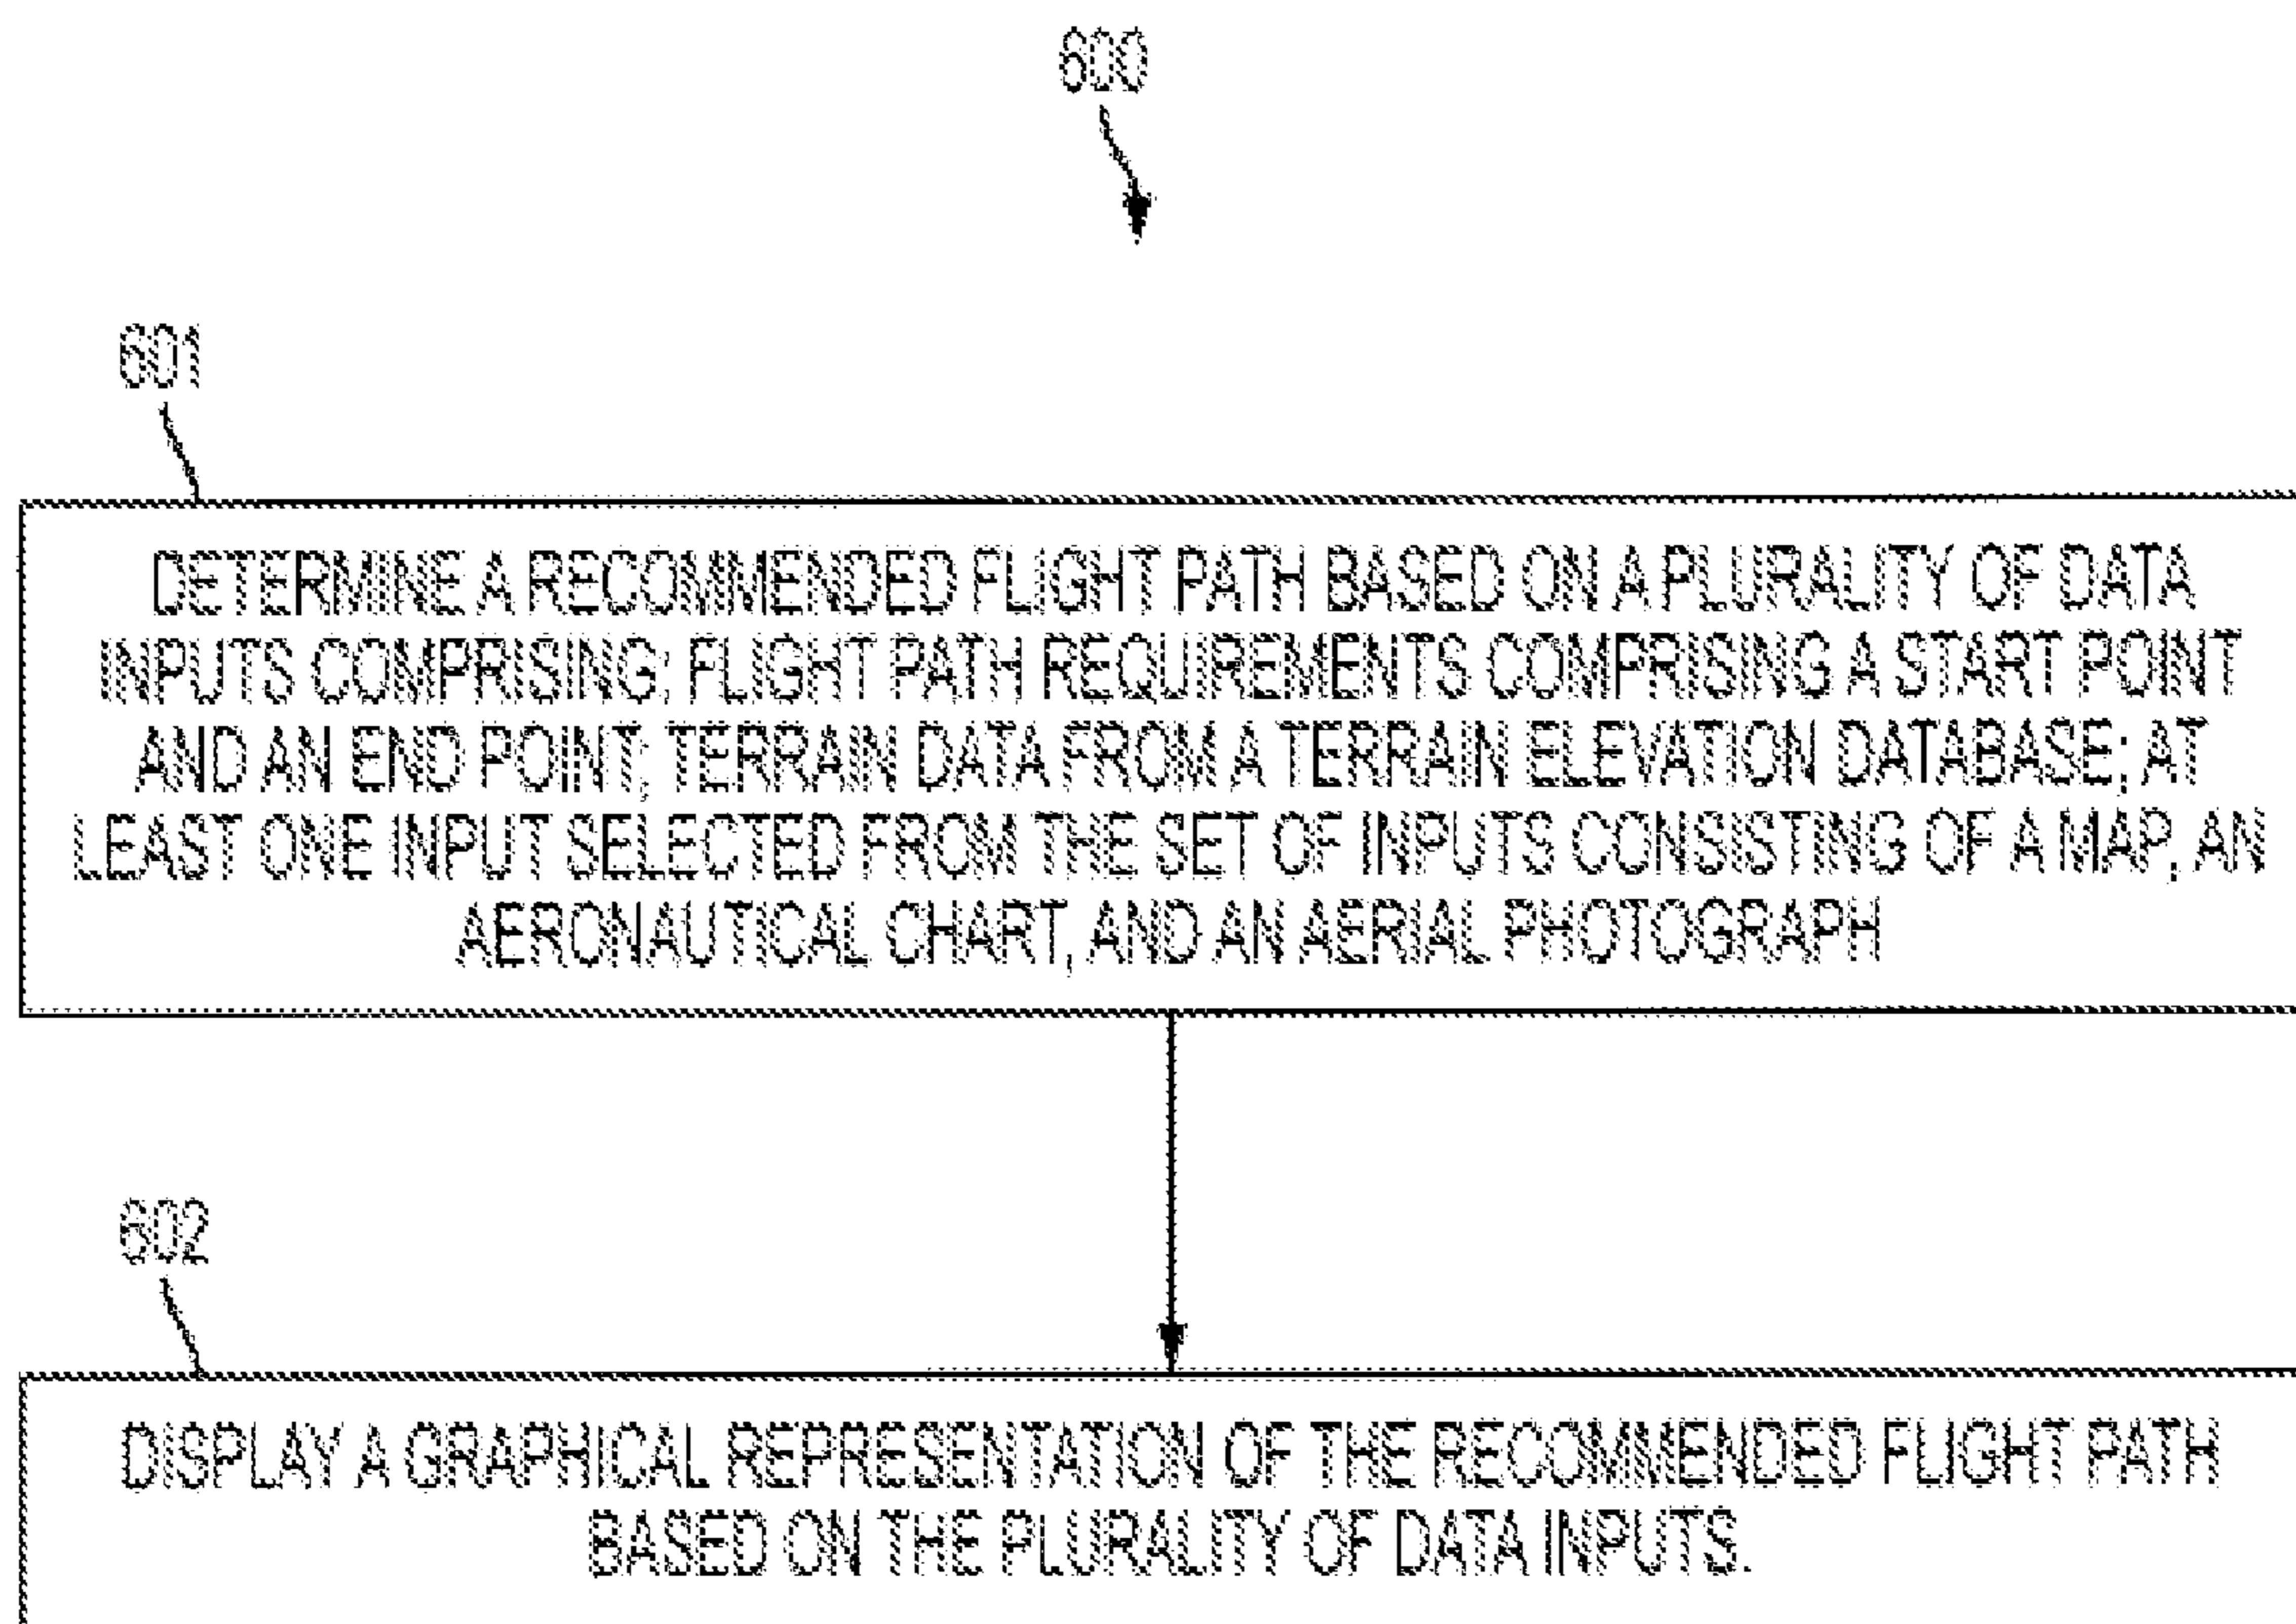 600
601
DETERMINE A RECOMMENDED FLIGHT PATH BASED ON A PLURALITY OF DATA
INPUTS COMPRISING: FLIGHT PATH REQUIREMENTS COMPRISING A START POINT
AND AN END POINT; TERRAIN DATA FROM A TERRAIN ELEVATION DATABASE; AT
LEAST ONE INPUT SELECTED FROM THE SET OF INPUTS CONSISTING OF A MAP, AN
AERONAUTICAL CHART, AND AN AERIAL PHOTOGRAPH
602
DISPLAY A GRAPHICAL REPRESENTATION OF THE RECOMMENDED FLIGHT PATH
BASED ON THE PLURALITY OF DATA INPUTS.